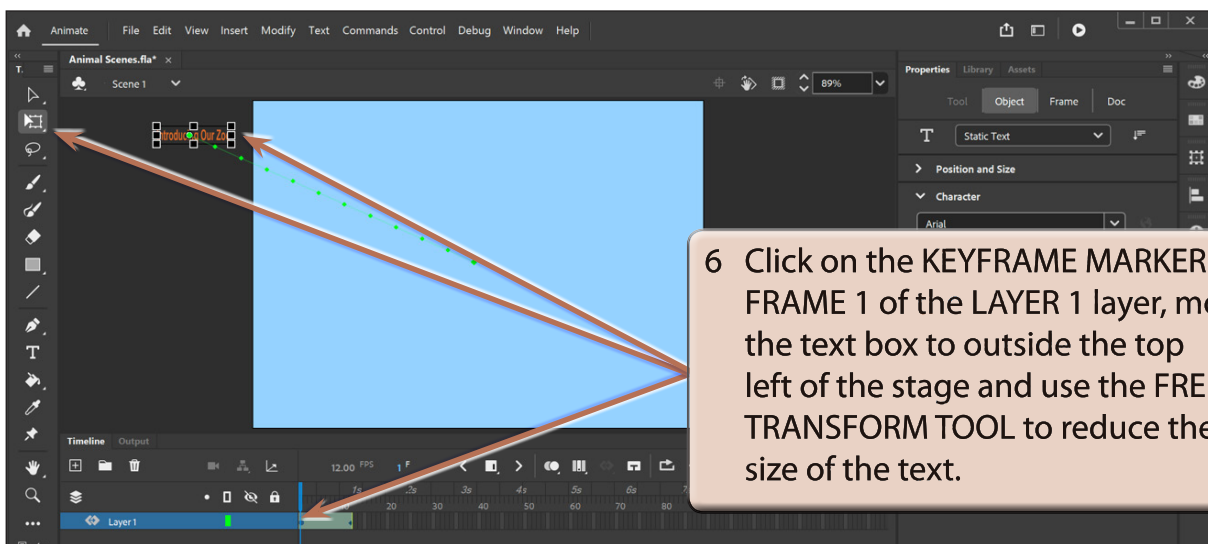 Animate File Edit View Insert Modify Text Commands Control Debug Window Help
Animal Scenes.fla* ×
T.
Scene 1
89%
Properties Library Assets
Tool Object Frame Doc
T Static Text
Position and Size
Character
Arial
Our Zoo
6 Click on the KEYFRAME MARKER
FRAME 1 of the LAYER 1 layer,
the text box to outside the top
left of the stage and use the
TRANSFORM TOOL to reduce the
size of the text.
T
Timeline Output
12.00 FPS 1 F
1s 2s 3s 4s 5s 6s
20 30 40 50 60 70 80
Layer 1